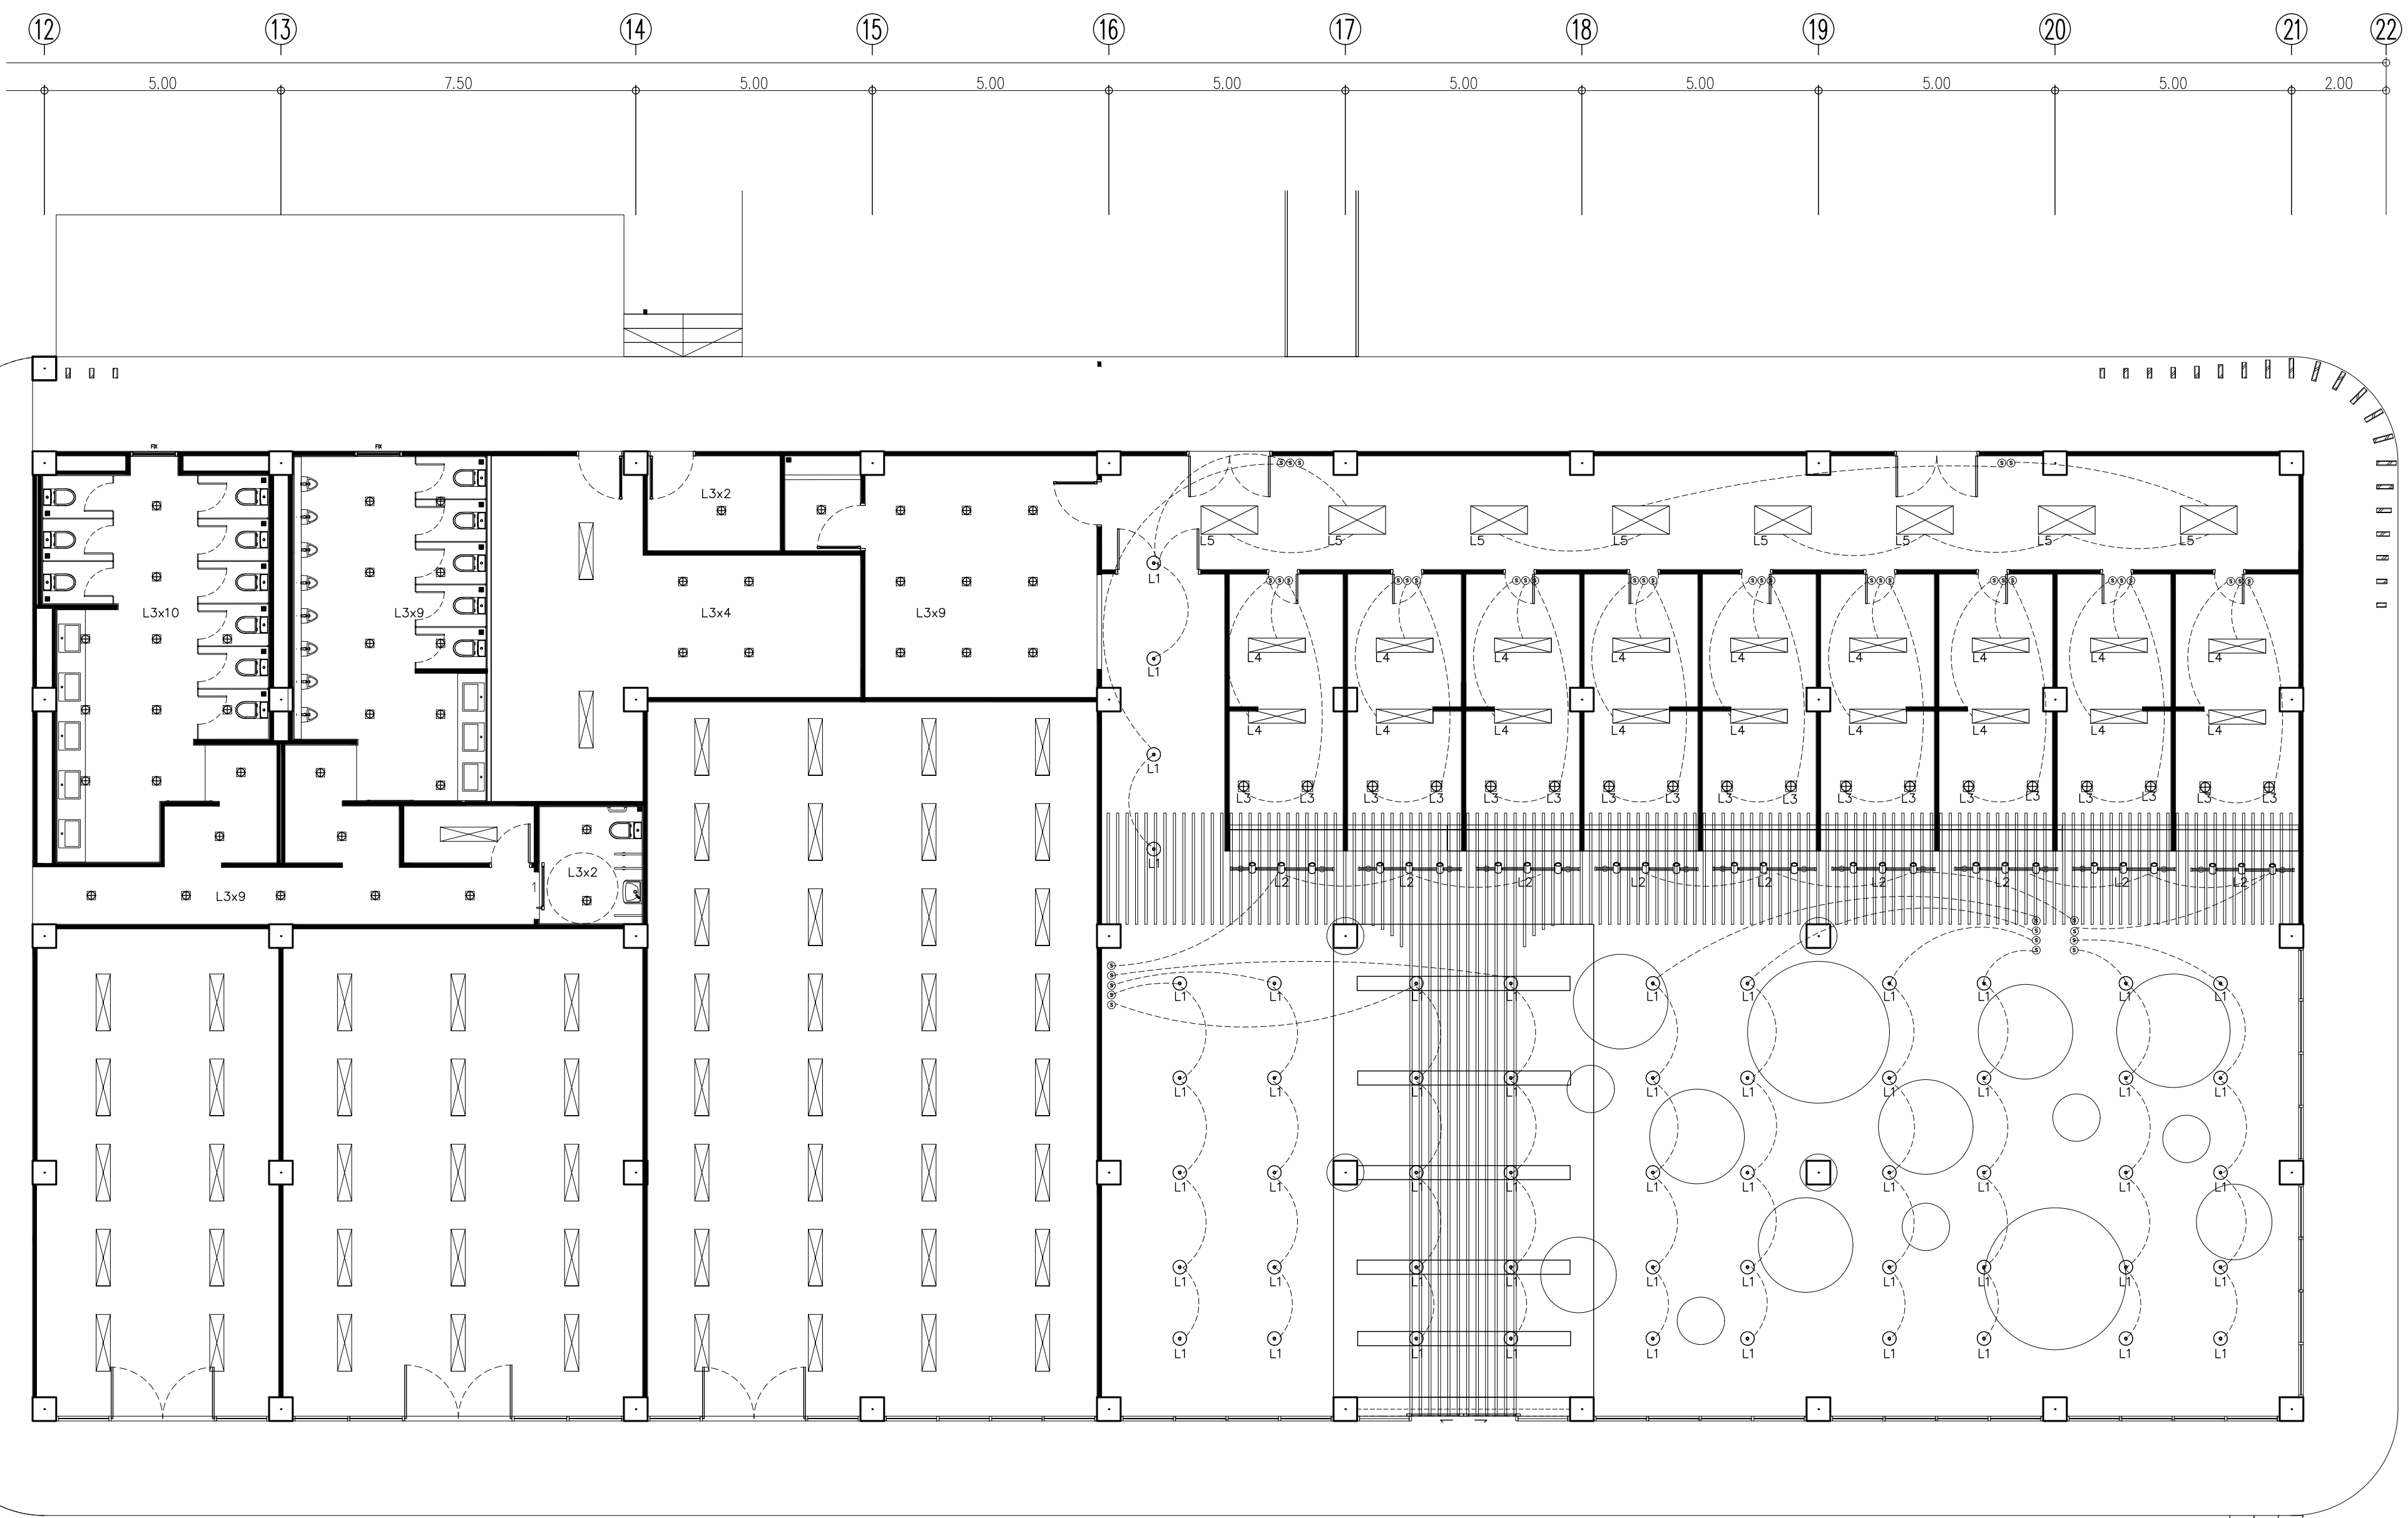 12 13 14 15 16 17 18 19 20 21 22
5.00 7.50 5.00 5.00 5.00 5.00 5.00 5.00 5.00 2.00
FIX FIX
S S S S S
L3x2
L5 L5 L5 L5 L5 L5 L5 L5
L1
S S S S S S S S S S S S S S S S S S S S S S S S S S S
L3x10 L3x9 L3x4 L3x9
L4 L4 L4 L4 L4 L4 L4 L4 L4
L1
L4 L4 L4 L4 L4 L4 L4 L4 L4
L1
L3 L3 L3 L3 L3 L3 L3 L3 L3 L3 L3 L3 L3 L3 L3 L3 L3 L3
L1
L3x2
L2 L2 L2 L2 L2 L2 L2 L2 L2
1
L3x9
S S S S S S S S
S S S S S
L1 L1 L1 L1 L1 L1 L1 L1 L1 L1
L1 L1 L1 L1 L1 L1 L1 L1 L1 L1
L1 L1 L1 L1 L1 L1 L1 L1 L1 L1
L1 L1 L1 L1 L1 L1 L1 L1 L1 L1
L1 L1 L1 L1 L1 L1 L1 L1 L1 L1